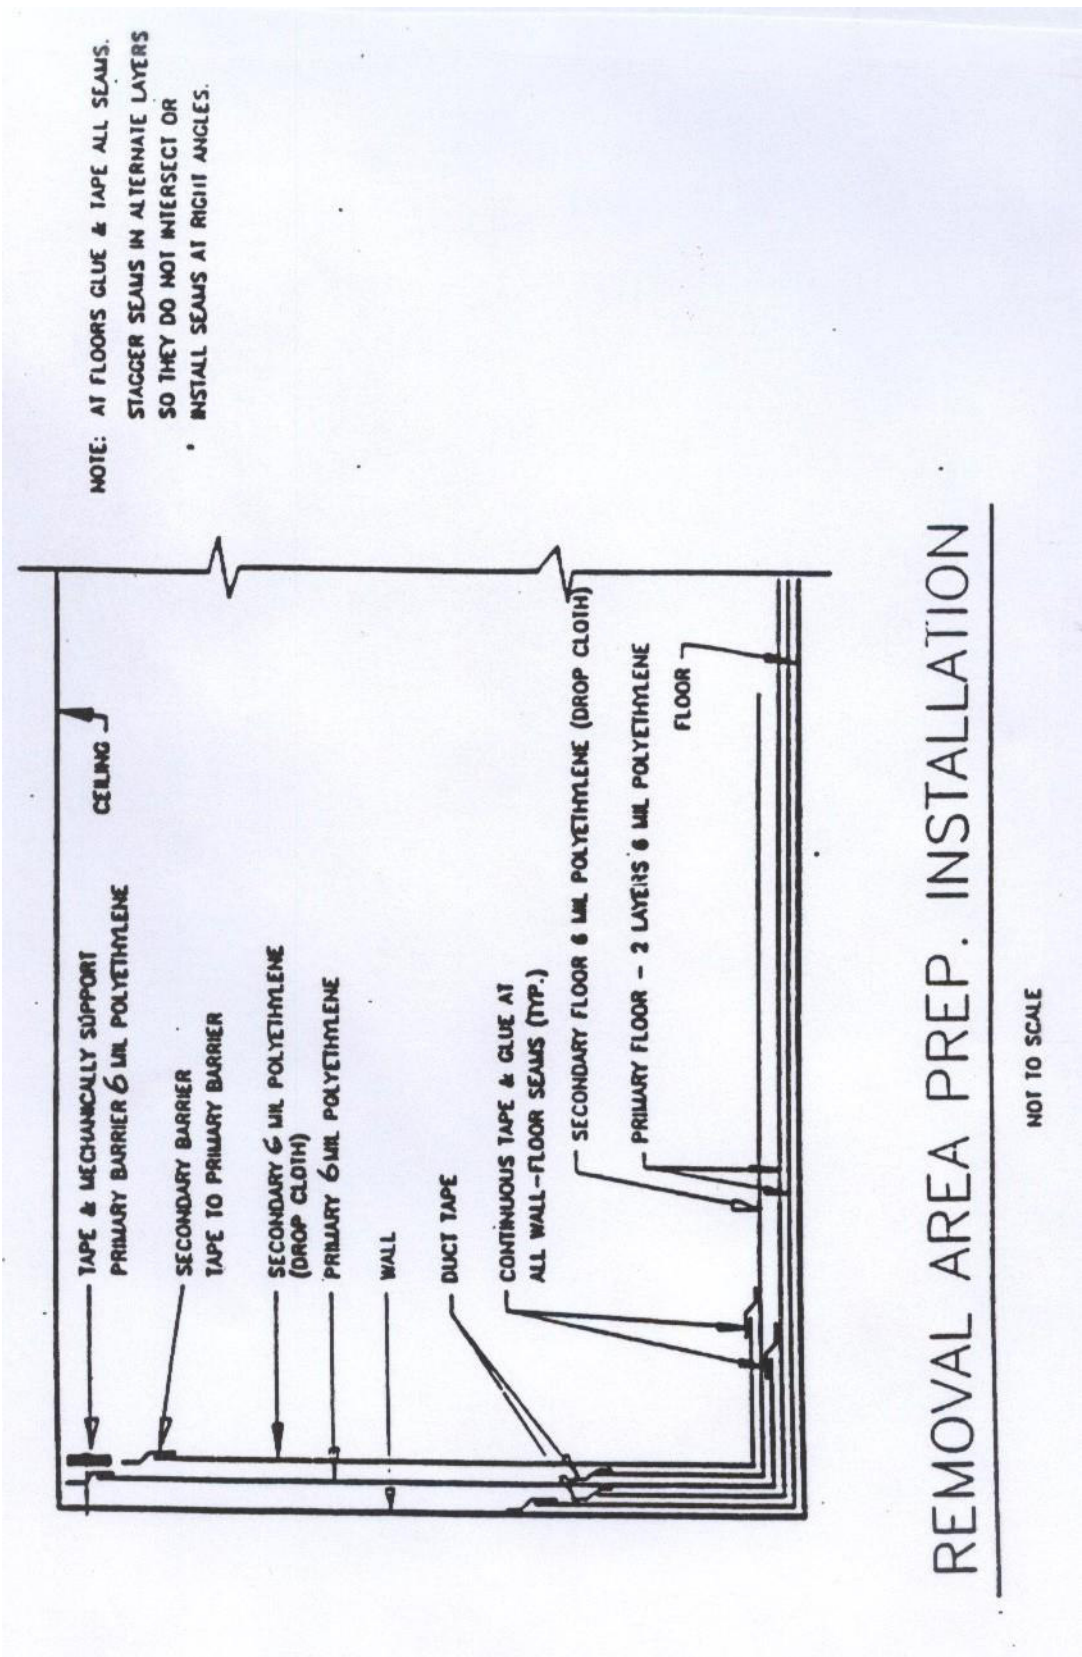 NOTE: AT FLOORS GLUE & TAPE ALL SEAMS.
STAGGER SEAMS IN ALTERNATE LAYERS
SO THEY DO NOT INTERSECT OR
INSTALL SEAMS AT RIGHT ANGLES.
CEILING
TAPE & MECHANICALLY SUPPORT
PRIMARY BARRIER 6 MIL POLYETHYLENE
SECONDARY BARRIER
TAPE TO PRIMARY BARRIER
SECONDARY 6 MIL POLYETHYLENE
(DROP CLOTH)
PRIMARY 6 MIL POLYETHYLENE
WALL
DUCT TAPE
CONTINUOUS TAPE & GLUE AT
ALL WALL-FLOOR SEAMS (TYP.)
SECONDARY FLOOR 6 MIL POLYETHYLENE (DROP CLOTH)
PRIMARY FLOOR - 2 LAYERS 6 MIL POLYETHYLENE
FLOOR
REMOVAL AREA PREP. INSTALLATION
NOT TO SCALE